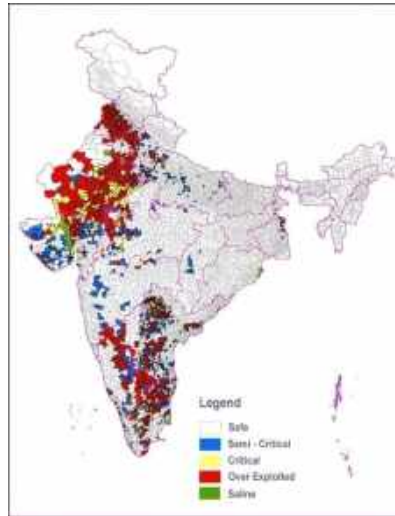 Legend
Safe
Semi - Critical
Critical
Over Exploited
Saline